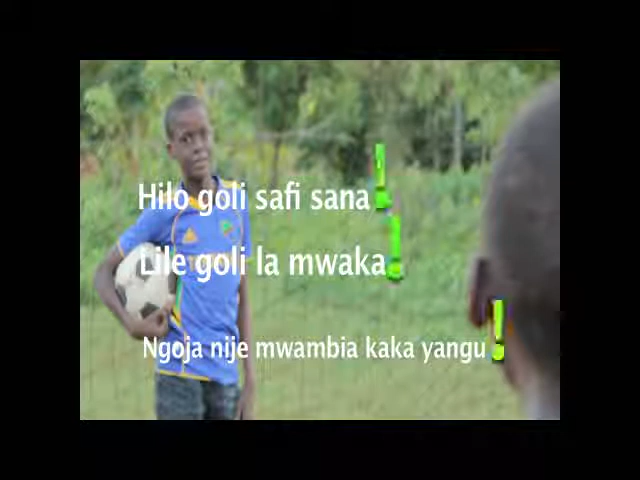 Hilo goli safi sana!
Lile goli la mwaka!
Ngoja nije mwambia kaka yangu!